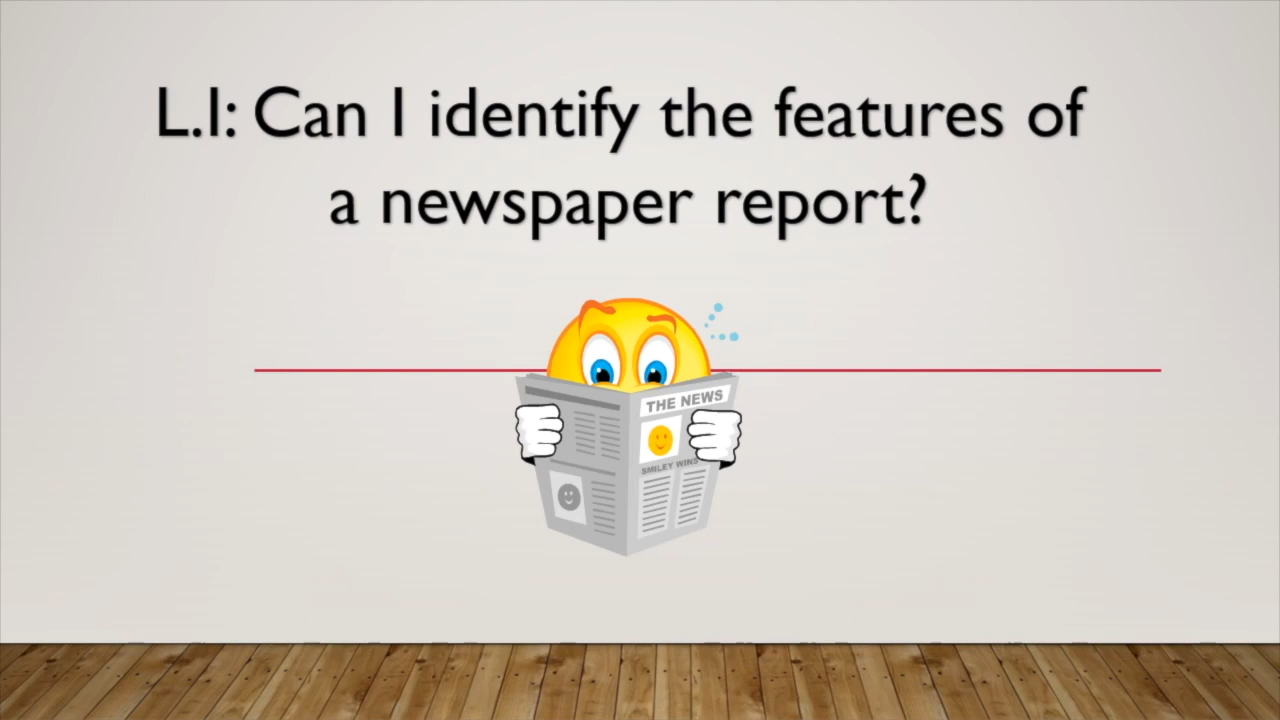 L.I: Can I identify the features of
a newspaper report?
THE NEWS
SMILEY WINS